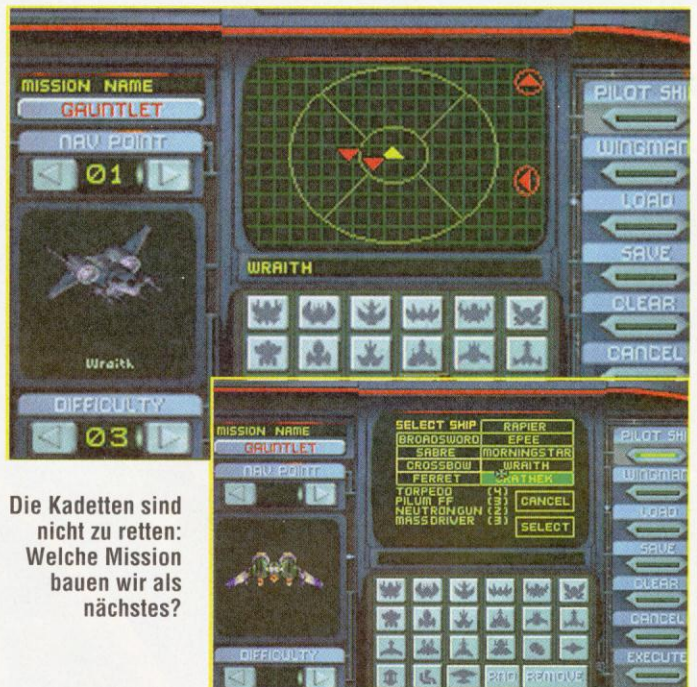 MISSION NAME
GAUNTLET
NAV POINT
01
Wraith
DIFFICULTY
03
WRAITH
PILOT SHI
WINGMAN
LOAD
SAVE
CLEAR
CANCEL
Die Kadetten sind
nicht zu retten:
Welche Mission
bauen wir als
nächstes?
MISSION NAME
GAUNTLET
NAV POINT
DIFFICULTY
SELECT SHIP RAPIER
BROADSWORD EPEE
SABRE MORNINGSTAR
CROSSBOW WRAITH
FERRET
TORPEDO (4)
PILUM FF (3) CANCEL
NEUTRONGUN (2)
MASSDRIVER (3) SELECT
RND REMOVE
PILOT SHI
WINGMAN
LOAD
SAVE
CLEAR
CANCEL
EXECUTE